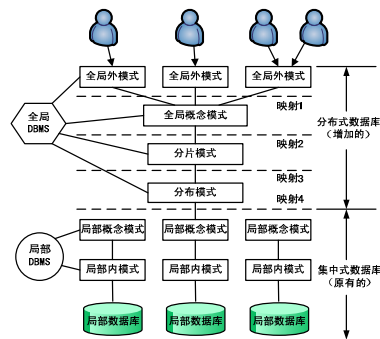 全局外模式
全局外模式
全局外模式
映射1
全局
DBMS
全局概念模式
分布式数据库
(增加的)
映射2
分片模式
映射3
分布模式
映射4
局部概念模式
局部概念模式
局部概念模式
局部
DBMS
局部内模式
局部内模式
局部内模式
集中式数据库
(原有的)
局部数据库
局部数据库
局部数据库